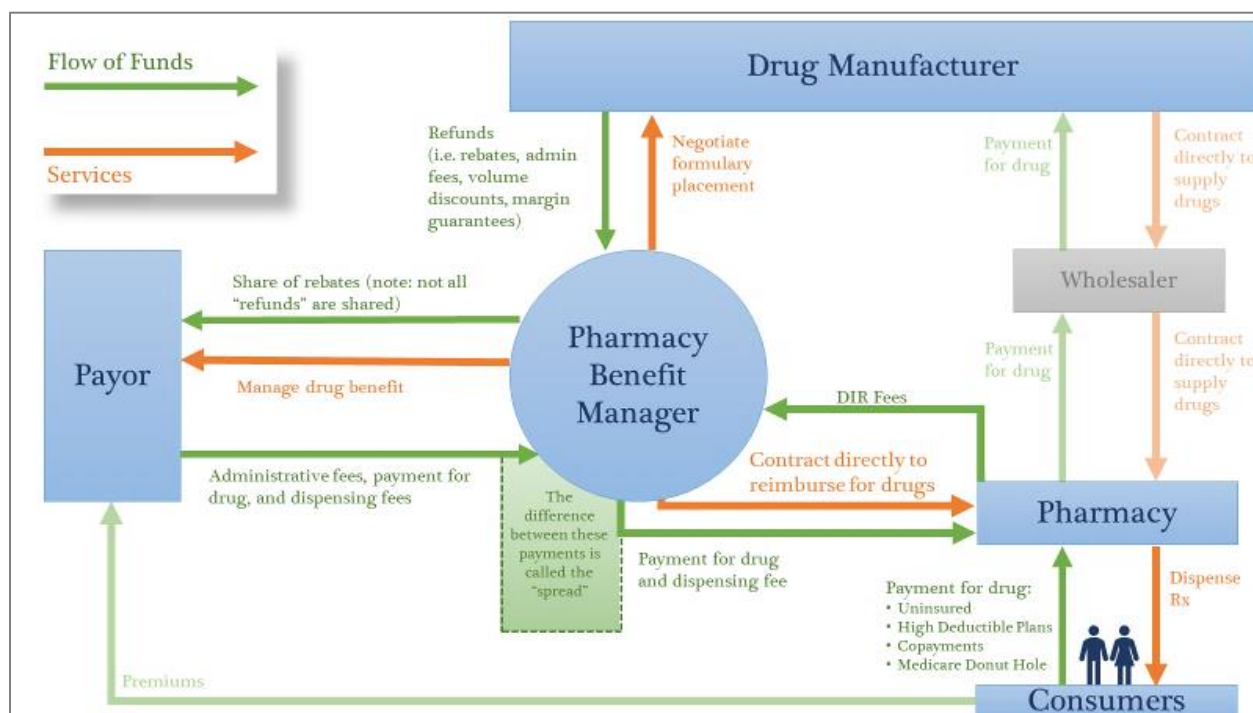 Flow of Funds
Services
Drug Manufacturer
Refunds
(i.e. rebates, admin
fees, volume
discounts, margin
guarantees)
Negotiate
formulary
placement
Payment
for drug
Contract
directly to
supply
drugs
Wholesaler
Share of rebates (note: not all
“refunds” are shared)
Payor
Manage drug benefit
Pharmacy
Benefit
Manager
Payment
for drug
Contract
directly to
supply
drugs
DIR Fees
Administrative fees, payment for
drug, and dispensing fees
Contract directly to
reimburse for drugs
The
difference
between these
payments is
called the
“spread”
Pharmacy
Payment for drug
and dispensing fee
Payment for drug:
• Uninsured
• High Deductible Plans
• Copayments
• Medicare Donut Hole
Dispense
Rx
Premiums
Consumers